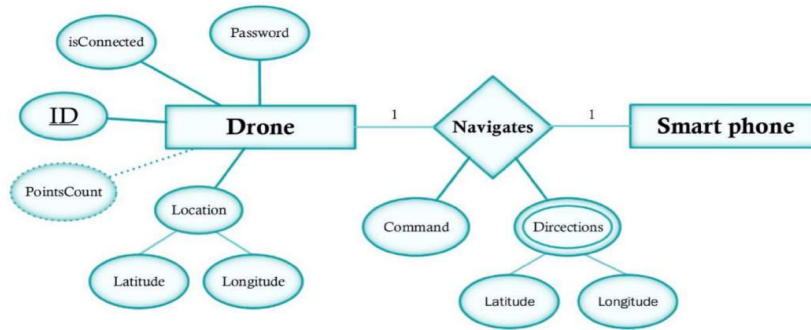 isConnected
Password
ID
Drone
1
Navigates
1
Smart phone
PointsCount
Location
Command
Dircections
Latitude
Longitude
Latitude
Longitude